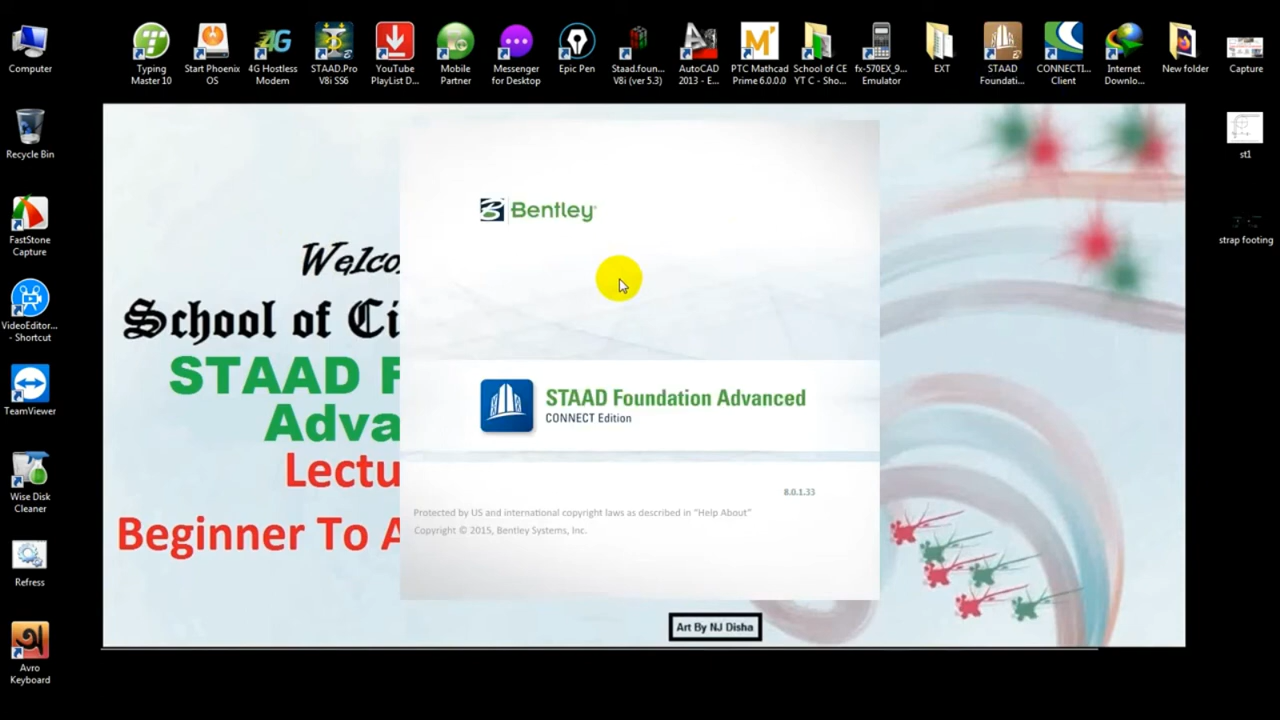 Computer
Typing
Master 10
Start Phoenix
OS
4G Hostless
Modem
STAAD.Pro
V8i SS6
YouTube
PlayList D...
Mobile
Partner
Messenger
for Desktop
Epic Pen
Staad.foun...
V8i (ver 5.3)
AutoCAD
2013 - E...
PTC Mathcad
Prime 6.0.0.0
School of CE
YT C - Sho...
fx-570EX_9...
Emulator
EXT
STAAD
Foundati...
CONNECTI...
Client
Internet
Downlo...
New folder
Capture
Recycle Bin
st1
FastStone
Capture
strap footing
VideoEditor...
- Shortcut
TeamViewer
Wise Disk
Cleaner
Refress
Avro
Keyboard
Welco
School of Ci
STAAD F
Adva
Lectu
Beginner To A
Bentley
STAAD Foundation Advanced
CONNECT Edition
8.0.1.33
Protected by US and international copyright laws as described in "Help About"
Copyright © 2015, Bentley Systems, Inc.
Art By NJ Disha